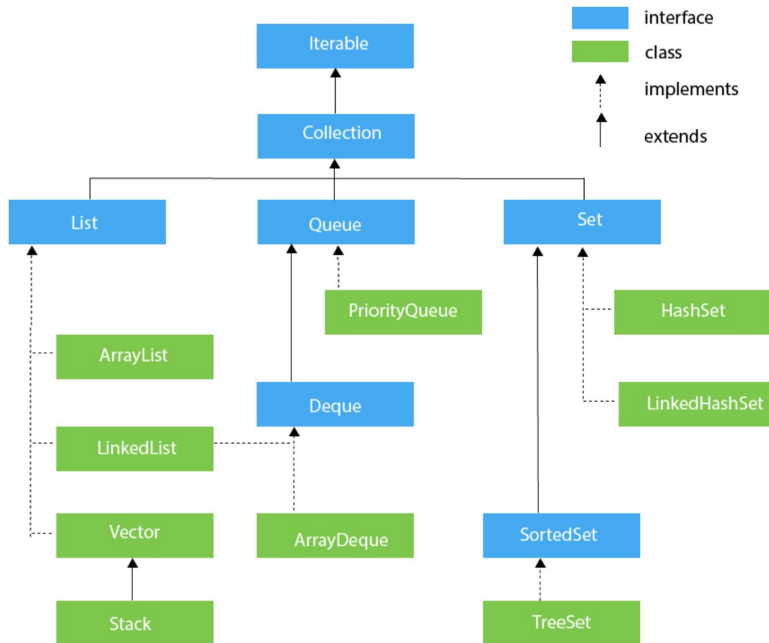 Iterable
interface
class
implements
extends
Collection
List
Queue
Set
PriorityQueue
HashSet
ArrayList
Deque
LinkedHashSet
LinkedList
Vector
ArrayDeque
SortedSet
Stack
TreeSet